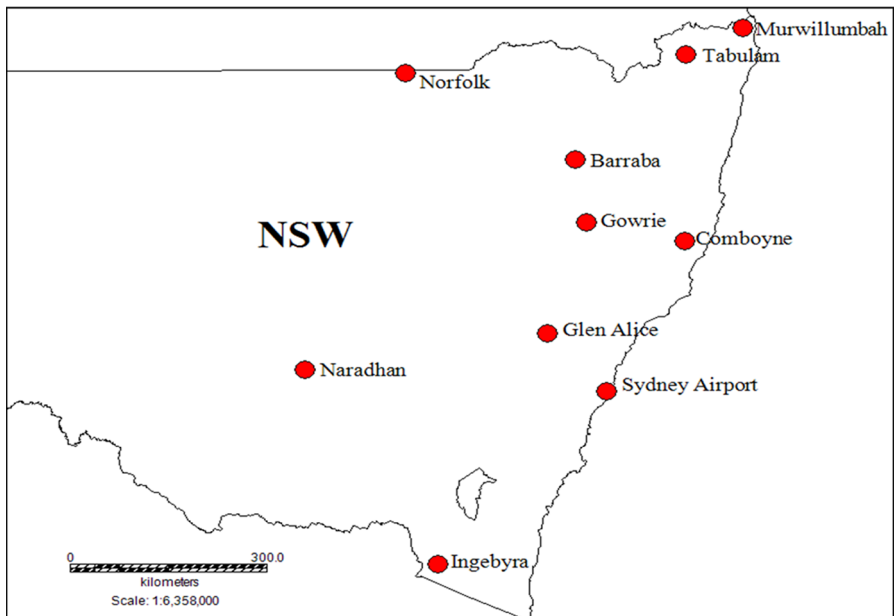 Murwillumbah
Tabulam
Norfolk
Barraba
Gowrie
NSW
Comboyne
Glen Alice
Naradhan
Sydney Airport
Ingebyra
0 300.0
kilometers
Scale: 1:6,358,000